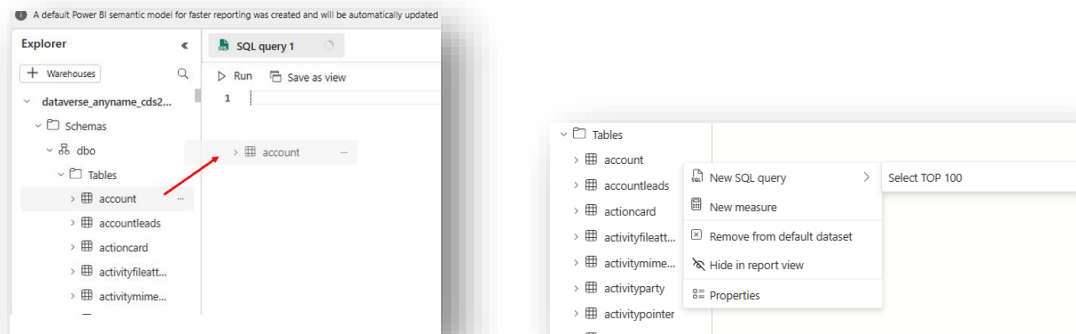 A default Power BI semantic model for faster reporting was created and will be automatically updated
Explorer
SQL query 1
Warehouses
Run
Save as view
dataverse_anyname_cds2...
1
Schemas
dbo
account
Tables
account
accountleads
actioncard
activityfileatt...
activitymime...
Tables
account
accountleads
actioncard
activityfileatt...
activitymime...
activityparty
activitypointer
New SQL query
Select TOP 100
New measure
Remove from default dataset
Hide in report view
Properties